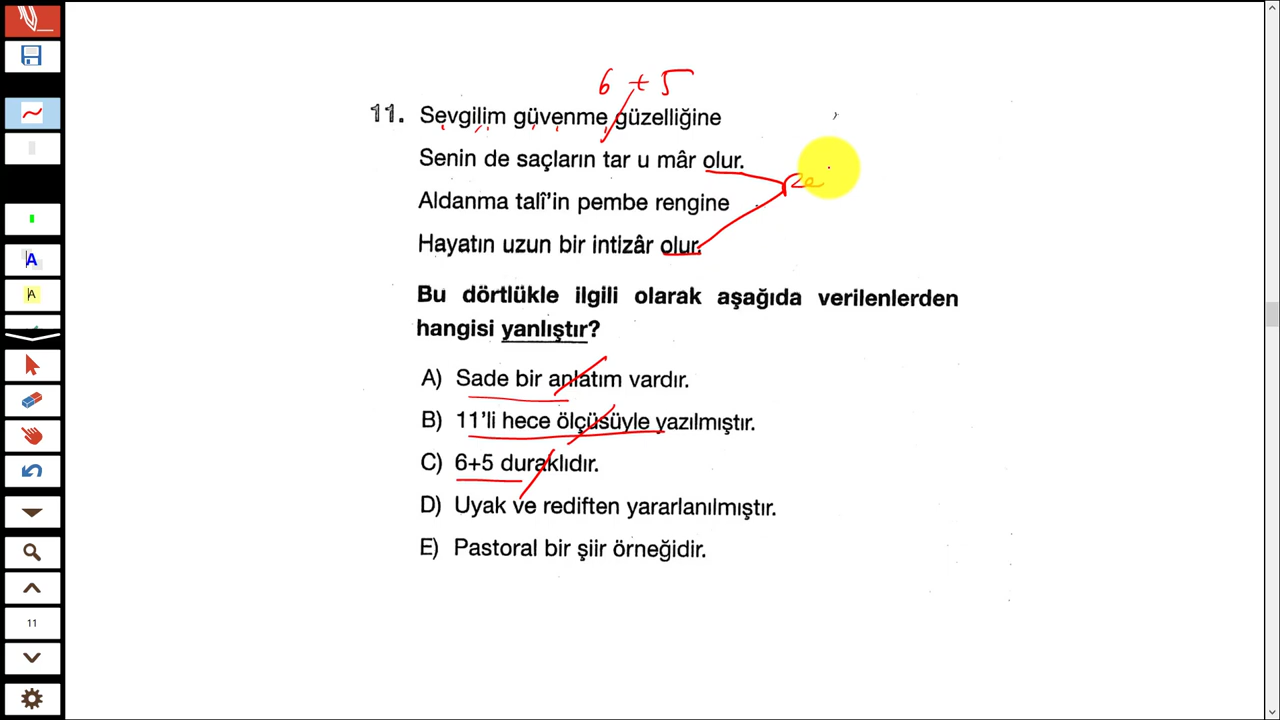 6 + 5
11. Sevgilim güvenme güzelliğine
Senin de saçların tar u mâr olur.
Aldanma talî'in pembe rengine
Hayatın uzun bir intizâr olur.
Bu dörtlükle ilgili olarak aşağıda verilenlerden
hangisi yanlıştır?
A) Sade bir anlatım vardır.
B) 11'li hece ölçüsüyle yazılmıştır.
C) 6+5 duraklıdır.
D) Uyak ve rediften yararlanılmıştır.
E) Pastoral bir şiir örneğidir.
A
A
11